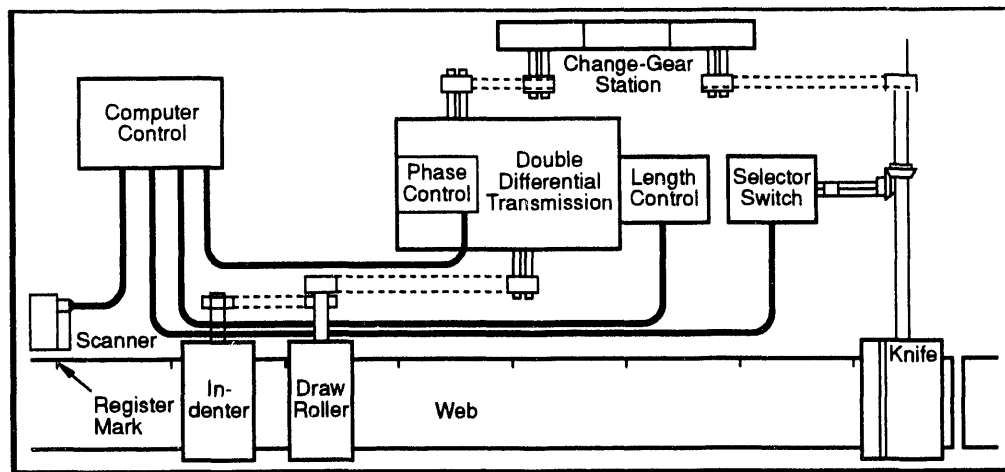 Change-Gear
Station
Computer
Control
Phase
Control
Double
Differential
Transmission
Length
Control
Selector
Switch
Scanner
Register
Mark
In-
denter
Draw
Roller
Web
Knife